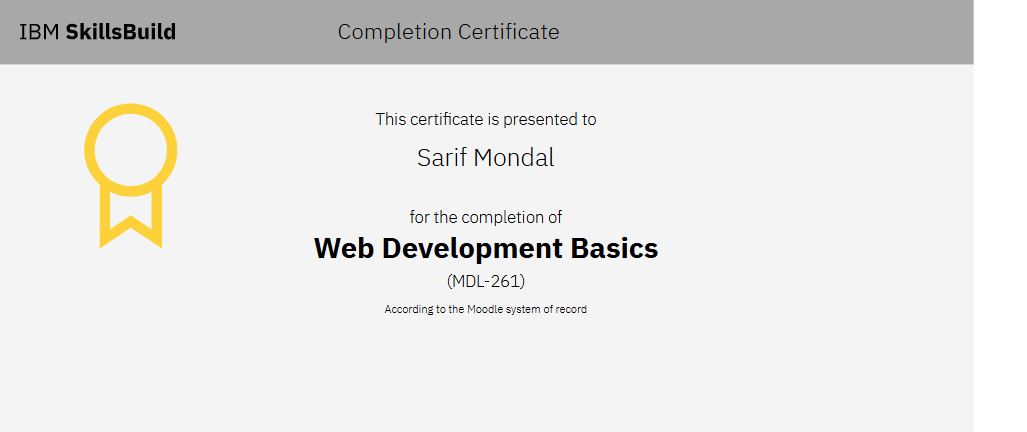 IBM SkillsBuild
Completion Certificate
This certificate is presented to
Sarif Mondal
for the completion of
Web Development Basics
(MDL-261)
According to the Moodle system of record